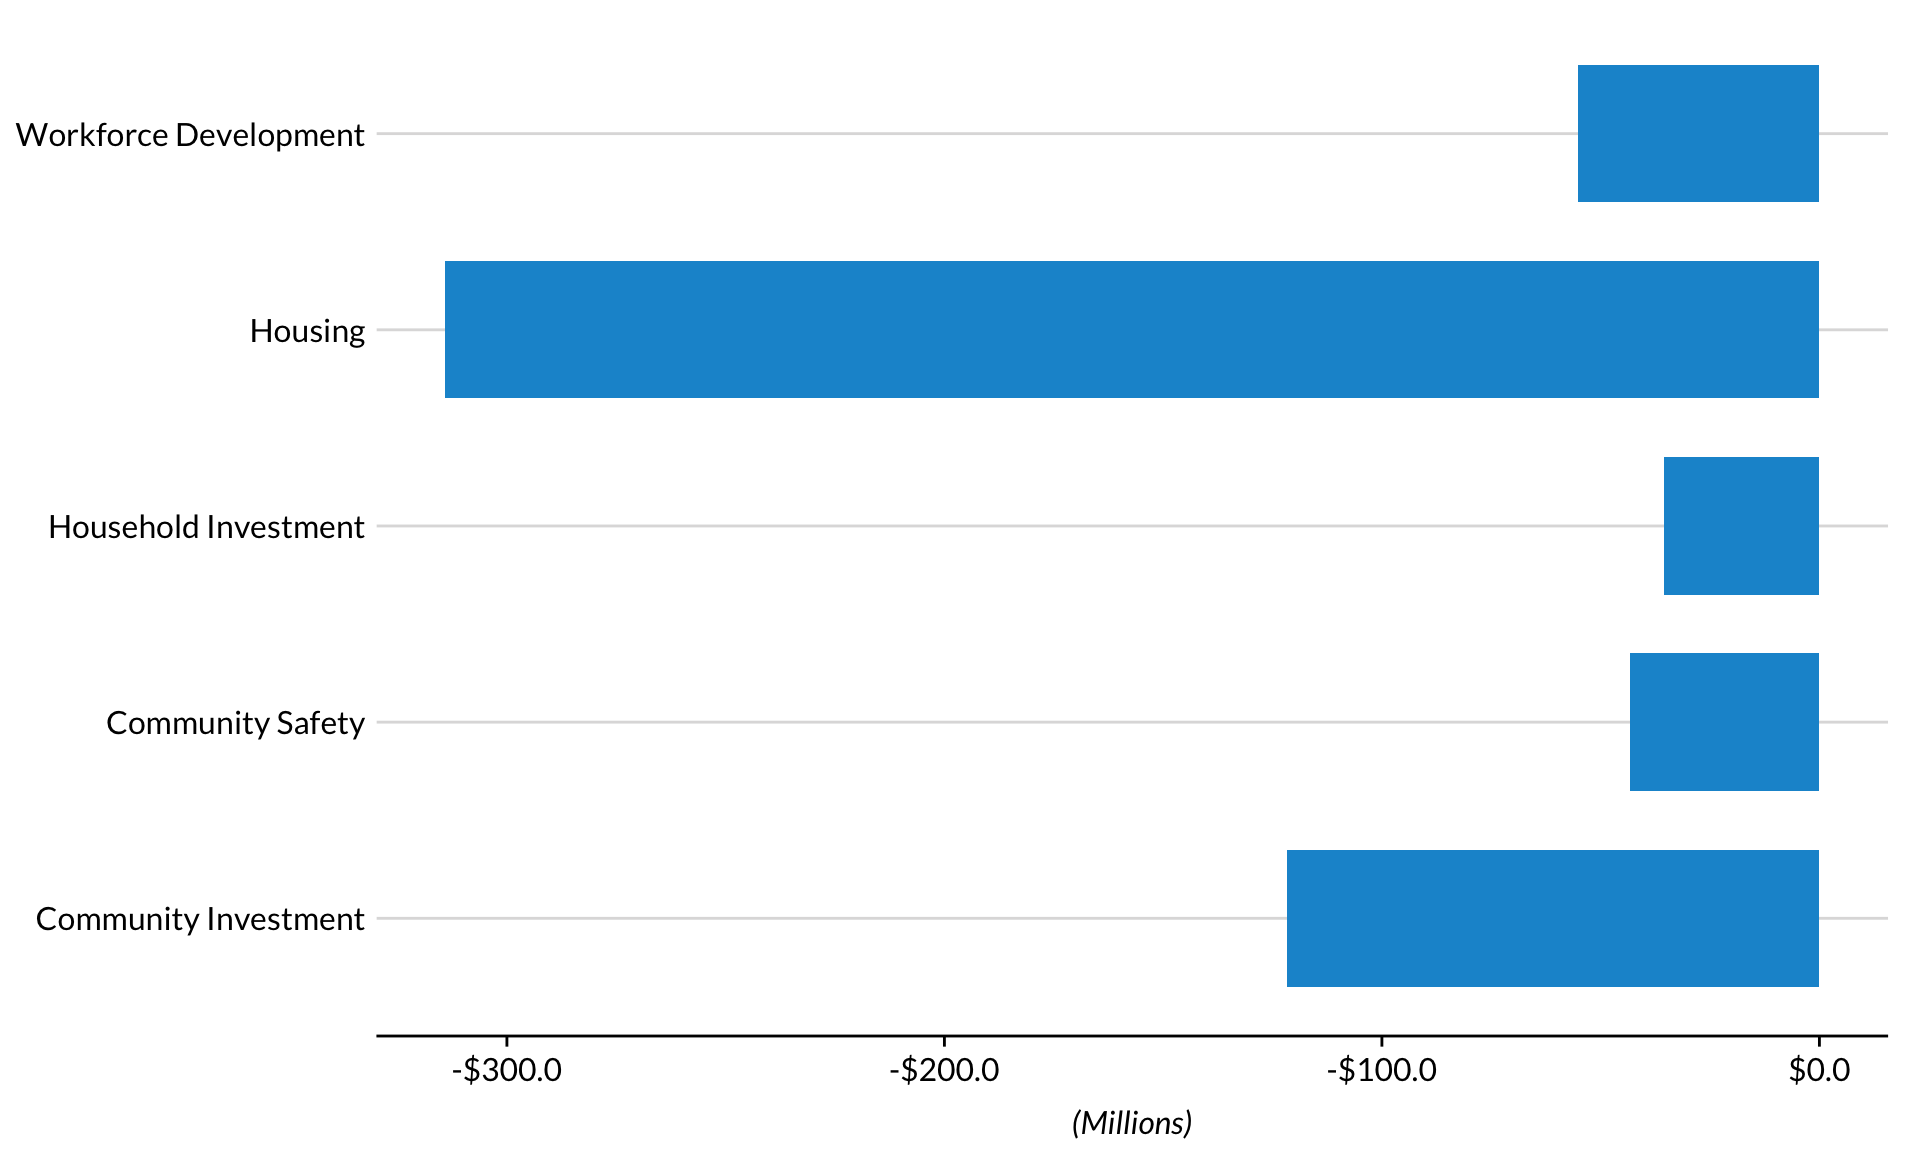 Workforce Development
Housing
Household Investment
Community Safety
Community Investment
-$300.0 -$200.0 -$100.0 $0.0
(Millions)